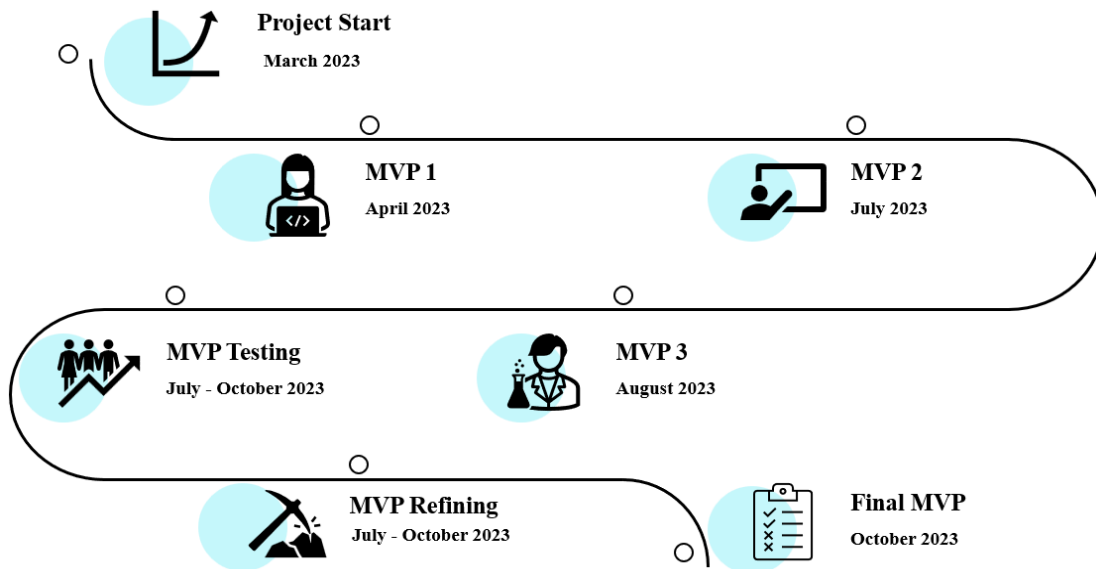 Project Start
March 2023
MVP 1
April 2023
MVP 2
July 2023
MVP 3
August 2023
MVP Testing
July - October 2023
MVP Refining
July - October 2023
Final MVP
October 2023